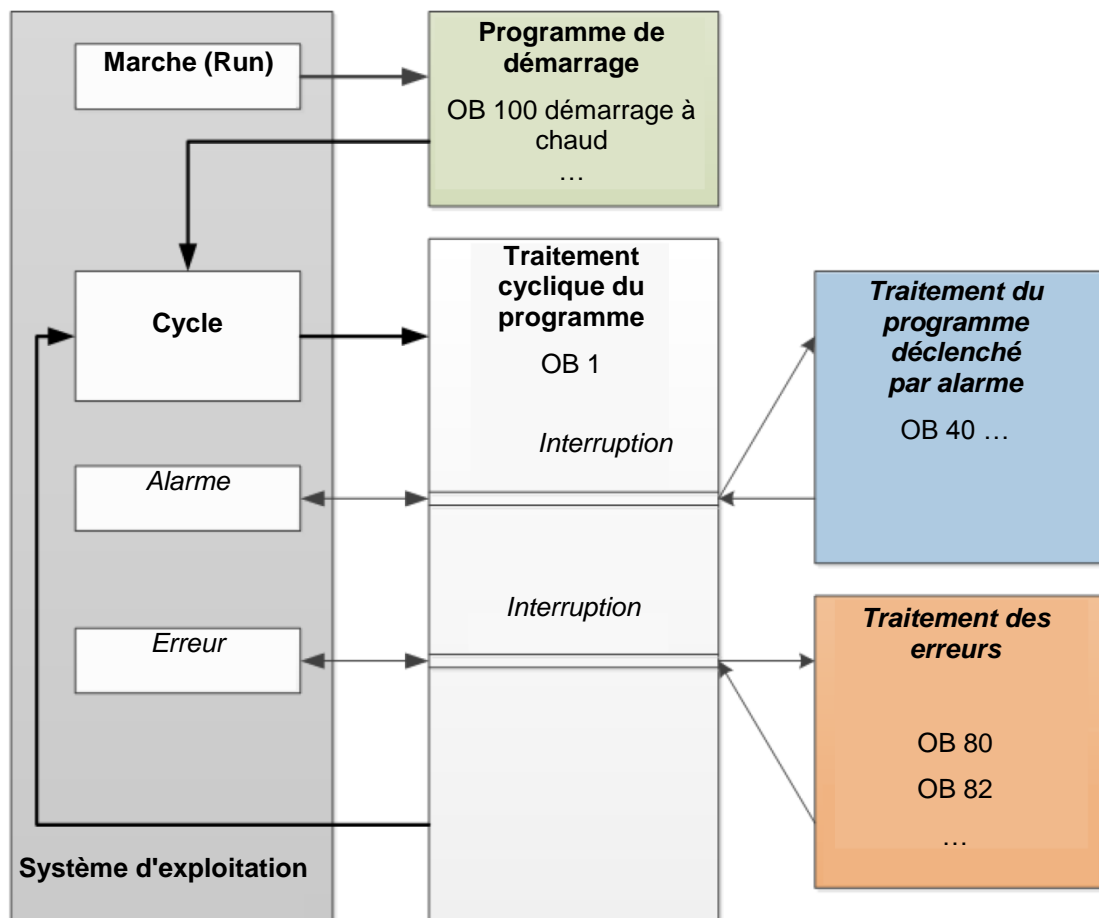 Marche (Run)
Programme de
démarrage
OB 100 démarrage à
chaud
…
Cycle
Traitement
cyclique du
programme
OB 1
Traitement du
programme
déclenché
par alarme
OB 40 …
Interruption
Alarme
Interruption
Erreur
Traitement des
erreurs
OB 80
OB 82
…
Système d'exploitation